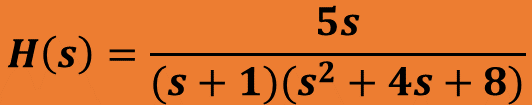 H(s) = 5s / (s + 1)(s² + 4s + 8)